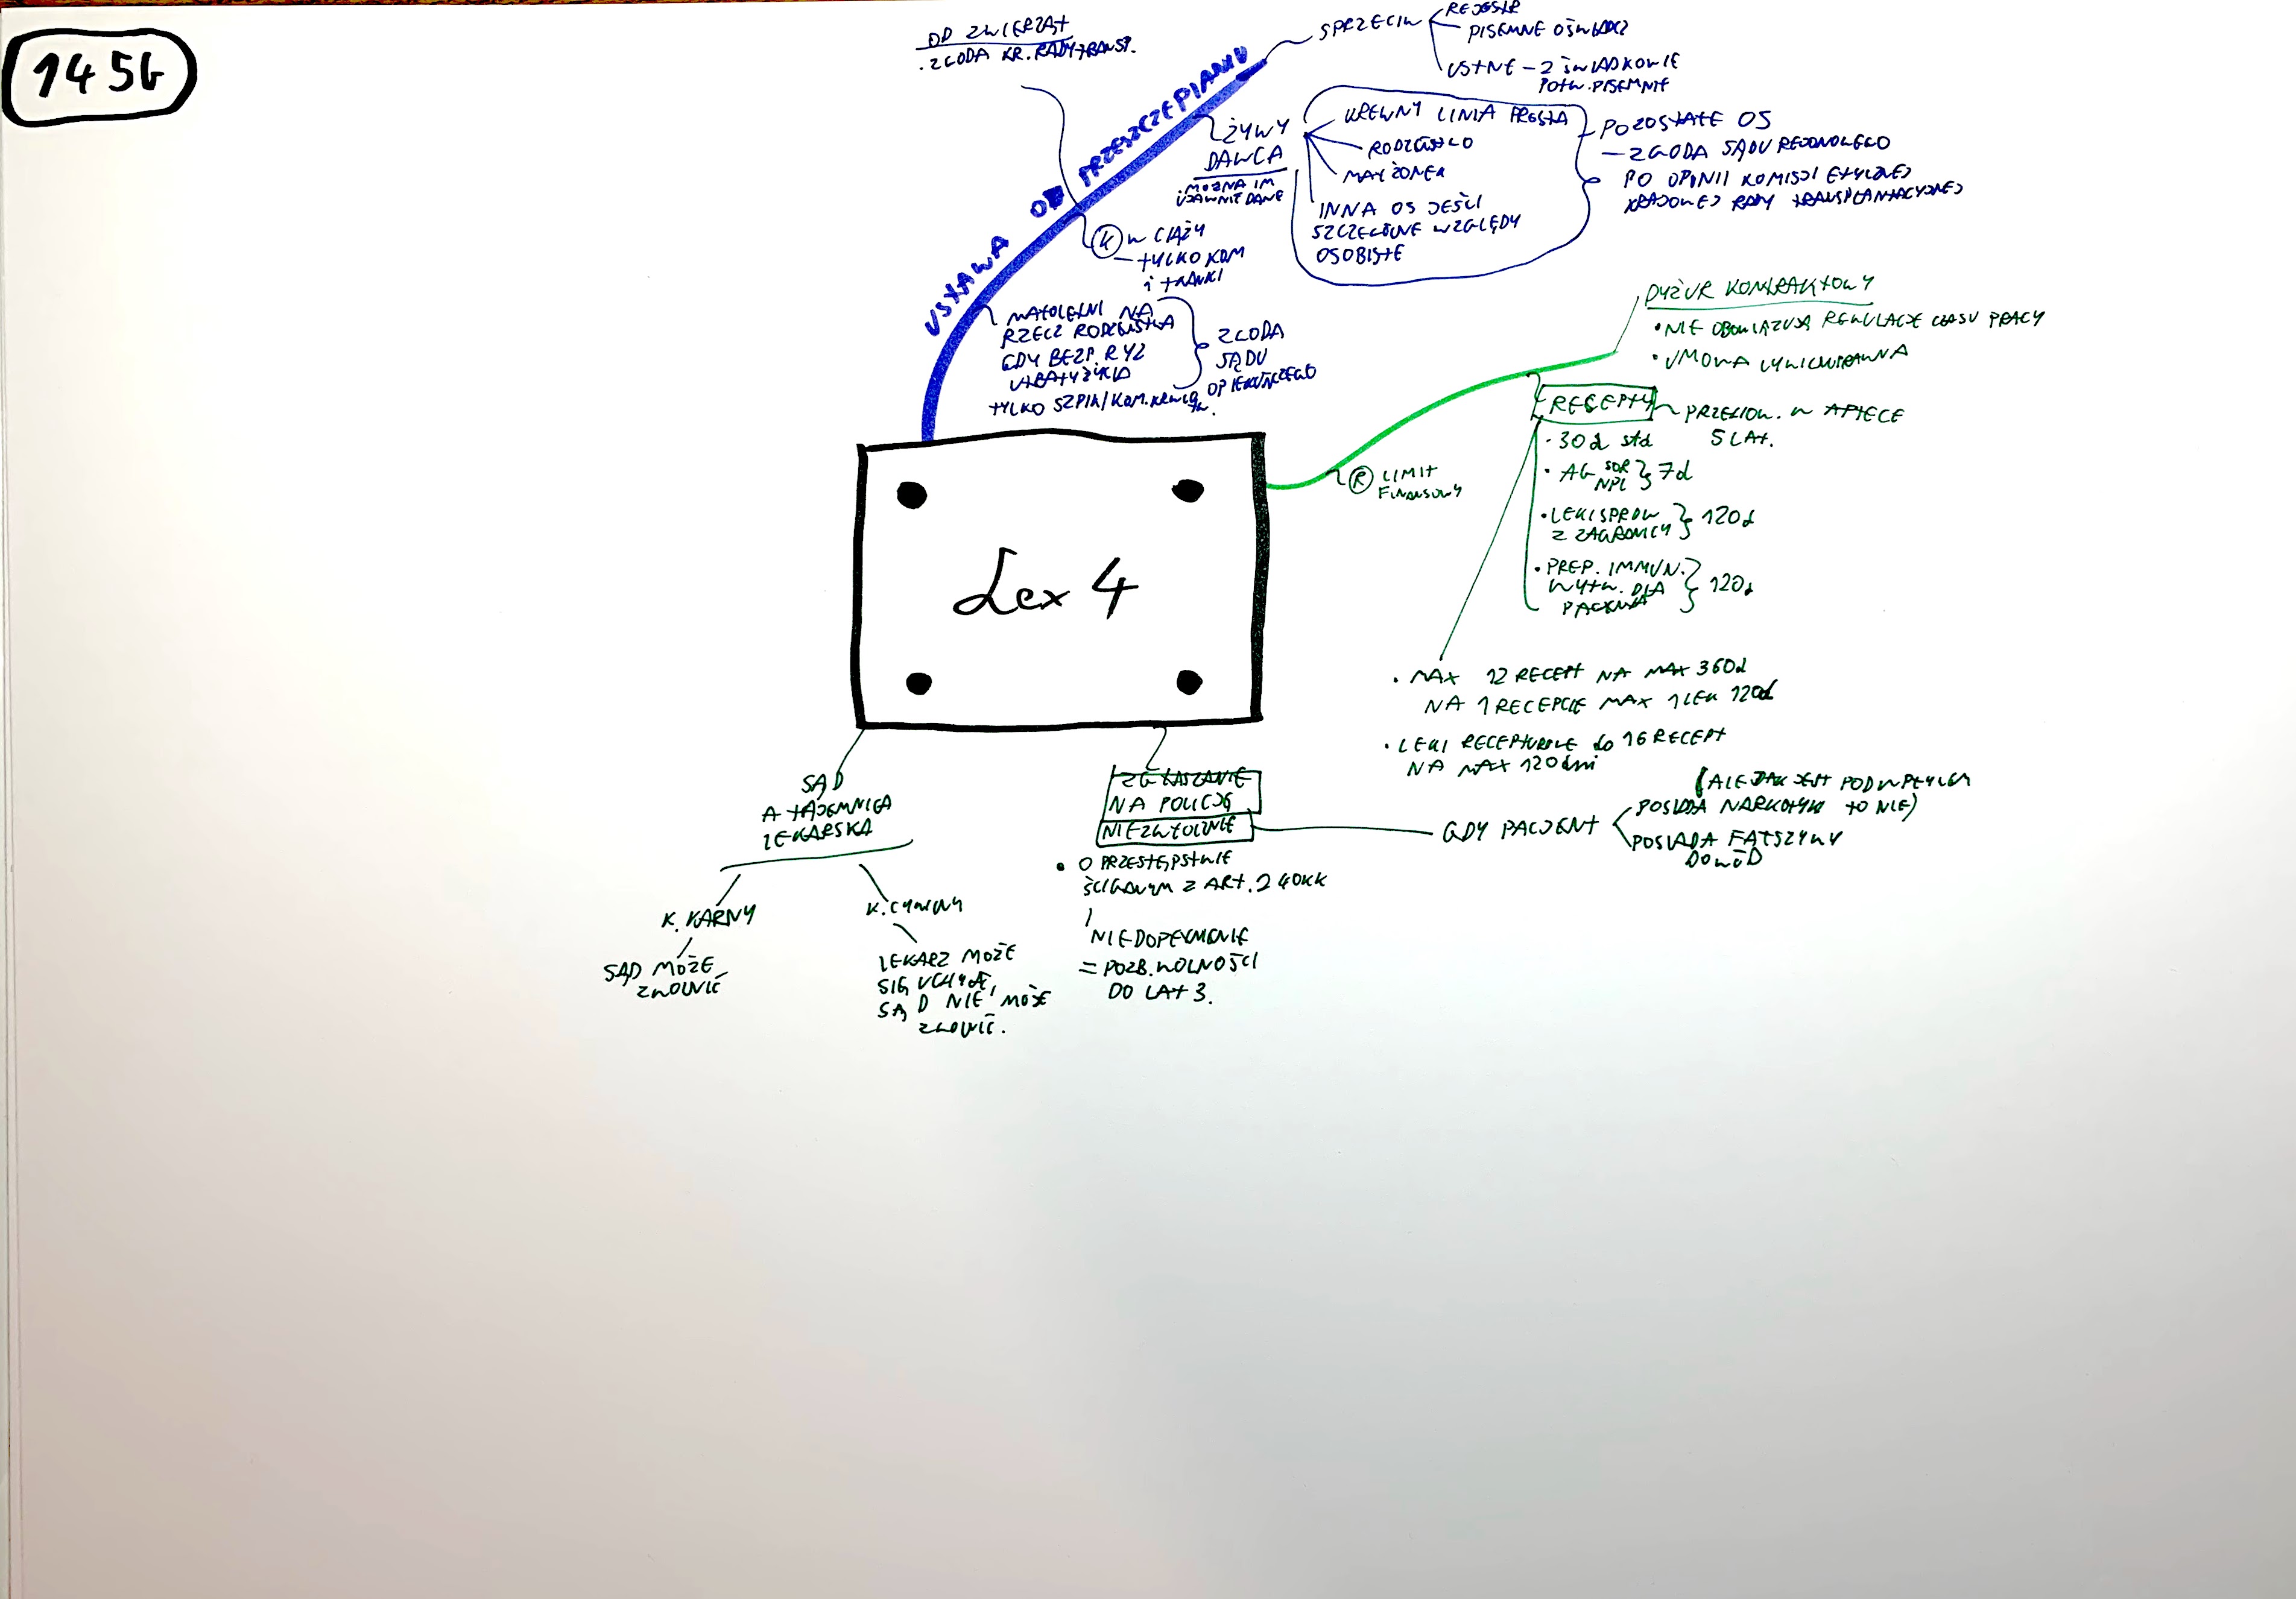 1456
OD ZWIERZĄT
· ZGODA KR. RADY TRANSP.
USTAWA O PRZESZCZEPIANIU
SPRZECIW
REJESTR
PISEMNE OŚWIADCZ
USTNE – 2 ŚWIADKOWIE
POTW. PISEMNIE
ŻYWY
DAWCA
· MOŻNA IM
UJAWNIĆ DANE
KREWNY LINIA PROSTA
RODZEŃSTWO
MAŁŻONEK
INNA OS JEŚLI
SZCZEGÓLNE WZGLĘDY
OSOBISTE
POZOSTAŁE OS
– ZGODA SĄDU REJONOWEGO
PO OPINII KOMISJI ETYCZNEJ
KRAJOWEJ RADY TRANSPLANTACYJNEJ
K W CIĄŻY
– TYLKO KOM
i TKANKI
MAŁOLETNI NA
RZECZ RODZEŃSTWA
GDY BEZP. RYZ
UTRATY ŻYCIA
TYLKO SZPIK/KOM. KRWIOTW.
ZGODA
SĄDU
OPIEKUŃCZEGO
DYŻUR KONTRAKTOWY
· NIE OBOWIĄZUJĄ REGULACJE CZASU PRACY
· UMOWA CYWILNOPRAWNA
RECEPTY
PRZECHOW. W APTECE
5 LAT.
R LIMIT
FINANSOWY
· 30d std
· AG SOR NPL } 7d
· LEKI SPROW
Z ZAGRANICY } 120d
· PREP. IMMUN.
WYTW. DLA
PACJENTA } 120d
· MAX 12 RECEPT NA MAX 360d
NA 1 RECEPCIE MAX 1 LEK 120d
· LEKI RECEPTUROWE do 16 RECEPT
NA MAX 120 dni
Lex 4
SĄD
A TAJEMNICA
LEKARSKA
K. KARNY
SĄD MOŻE
ZWOLNIĆ
K. CYWILNY
LEKARZ MOŻE
SIĘ UCHYLIĆ,
SĄD NIE MOŻE
ZWOLNIĆ.
ZGŁASZANIE
NA POLICJĘ
NIEZWŁOCZNIE
· O PRZESTĘPSTWIE
ŚCIGANYM Z ART. 240KK
NIEDOPEŁNIENIE
= POZB. WOLNOŚCI
DO LAT 3.
GDY PACJENT
(ALE JAK JEST POD WPŁYWEM
POSIADA NARKOTYKI TO NIE)
POSIADA FAŁSZYWY
DOWÓD